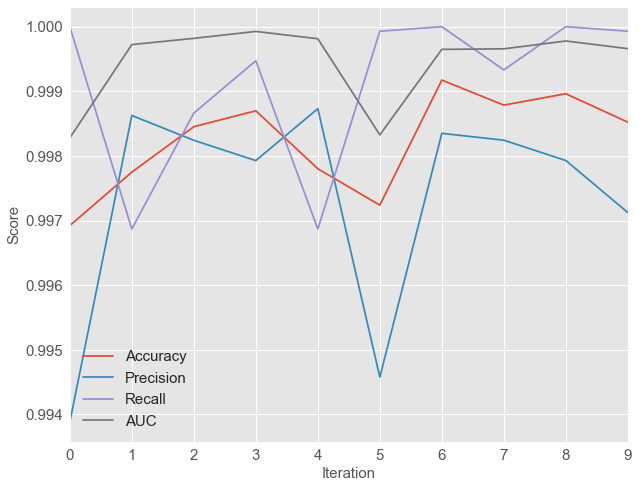 1.000
0.999
0.998
0.997
0.996
0.995
0.994
Score
Accuracy
Precision
Recall
AUC
0 1 2 3 4 5 6 7 8 9
Iteration